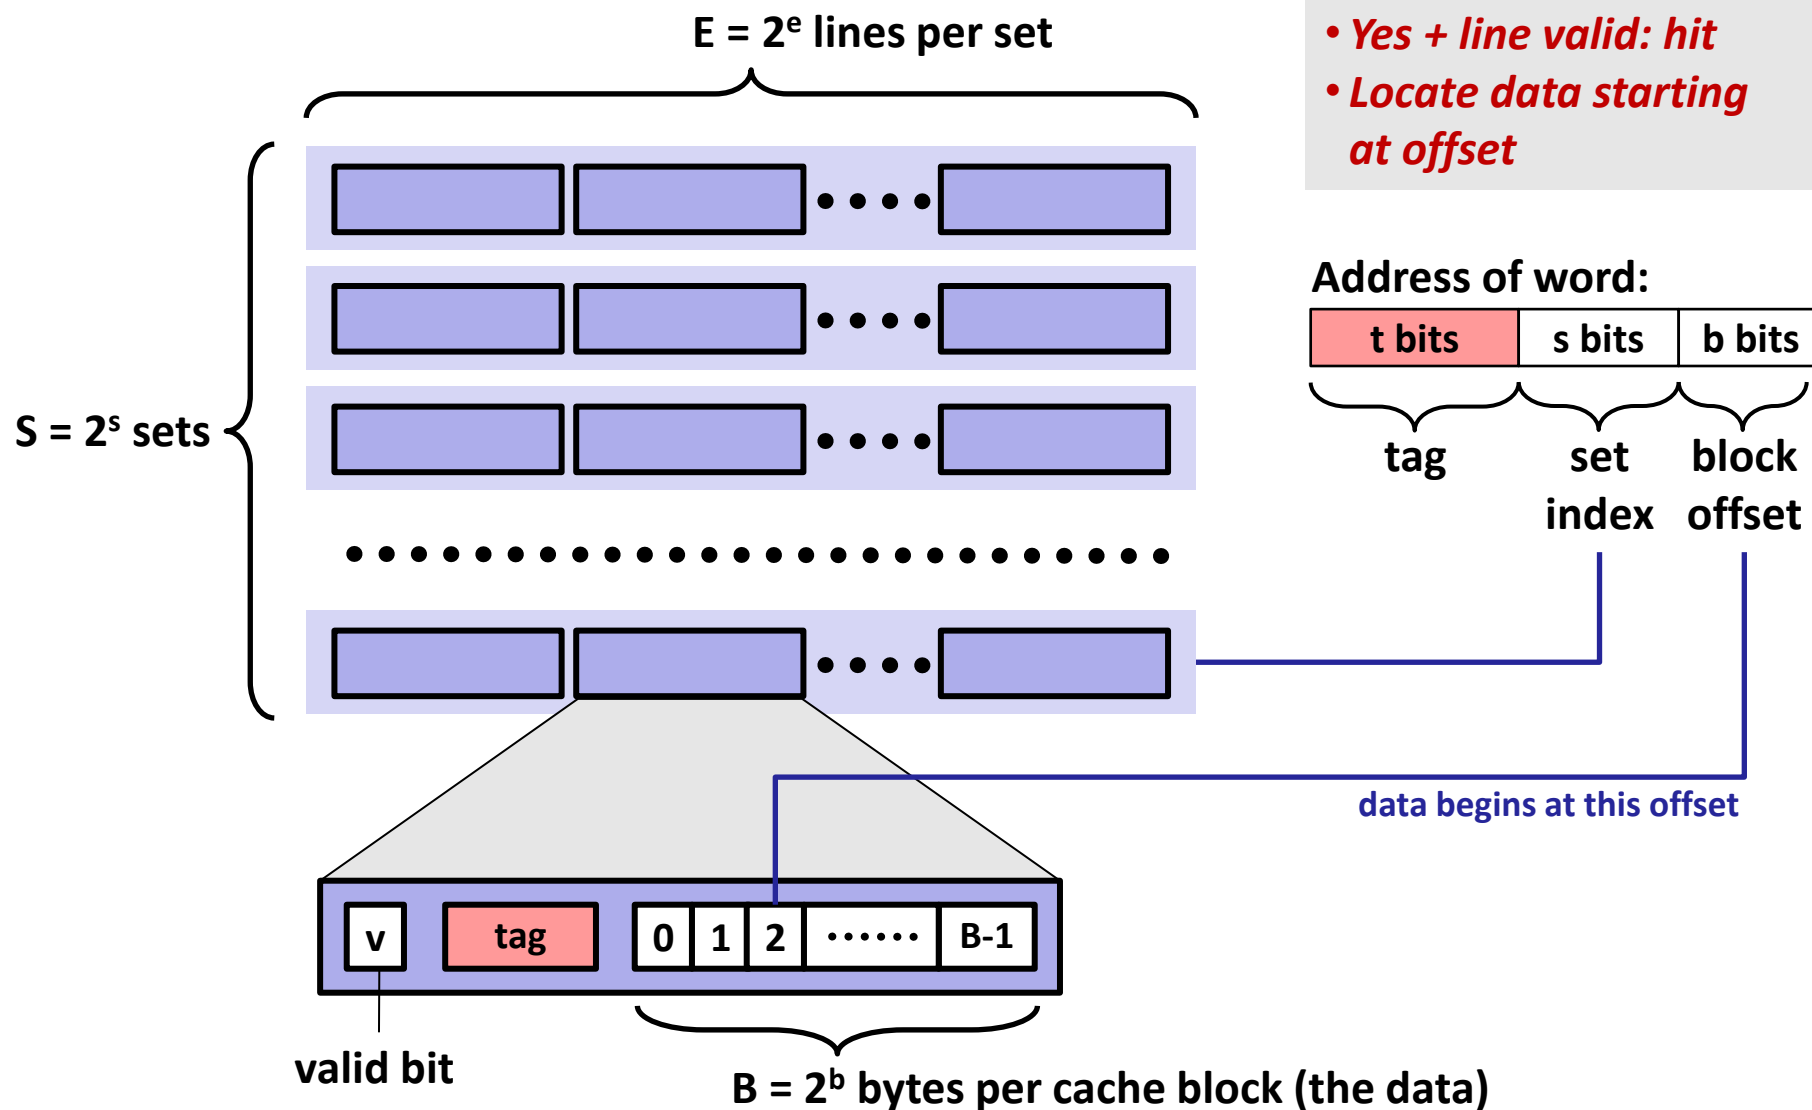 E = 2ᵉ lines per set
• Yes + line valid: hit
• Locate data starting
at offset
Address of word:
t bits s bits b bits
tag set block
index offset
S = 2ˢ sets
data begins at this offset
v tag 0 1 2 ...... B-1
valid bit
B = 2ᵇ bytes per cache block (the data)